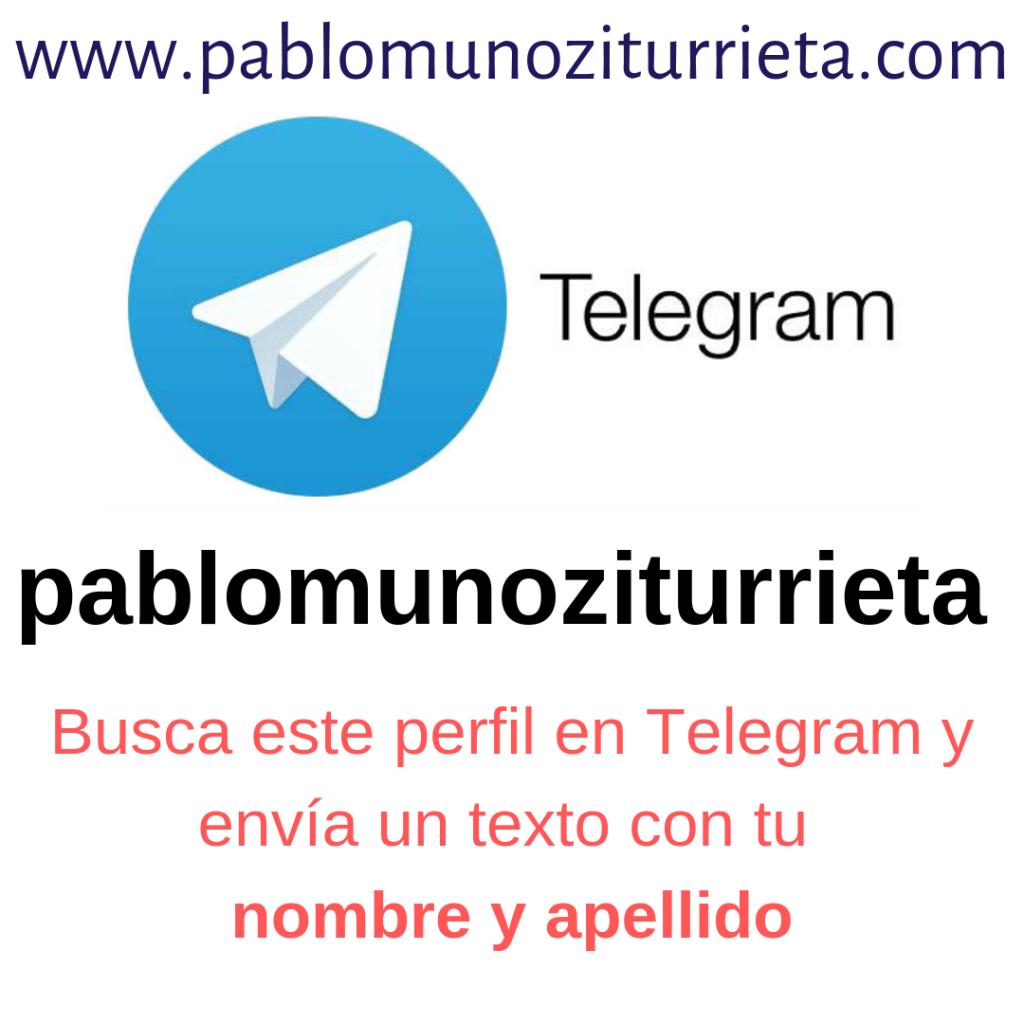 www.pablomunoziturrieta.com
Telegram
pablomunoziturrieta
Busca este perfil en Telegram y
envía un texto con tu
nombre y apellido